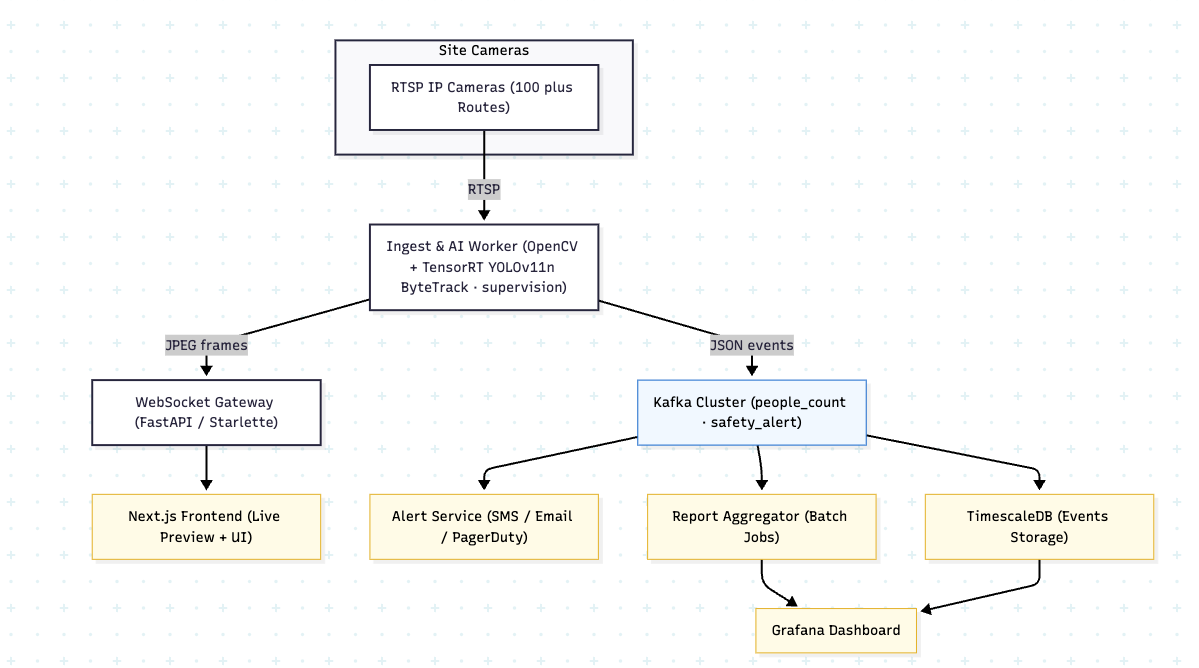 Site Cameras
RTSP IP Cameras (100 plus
Routes)
RTSP
Ingest & AI Worker (OpenCV
+ TensorRT YOLOv11n
ByteTrack · supervision)
JPEG frames
JSON events
WebSocket Gateway
(FastAPI / Starlette)
Kafka Cluster (people_count
· safety_alert)
Next.js Frontend (Live
Preview + UI)
Alert Service (SMS / Email
/ PagerDuty)
Report Aggregator (Batch
Jobs)
TimescaleDB (Events
Storage)
Grafana Dashboard